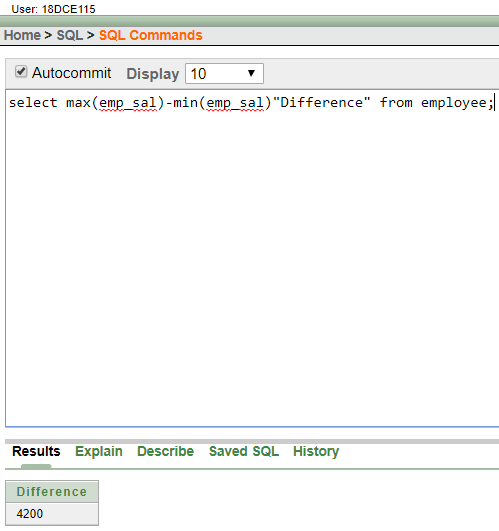 User: 18DCE115
Home > SQL > SQL Commands
Autocommit Display 10
select max(emp_sal)-min(emp_sal)"Difference" from employee;
Results Explain Describe Saved SQL History
Difference
4200